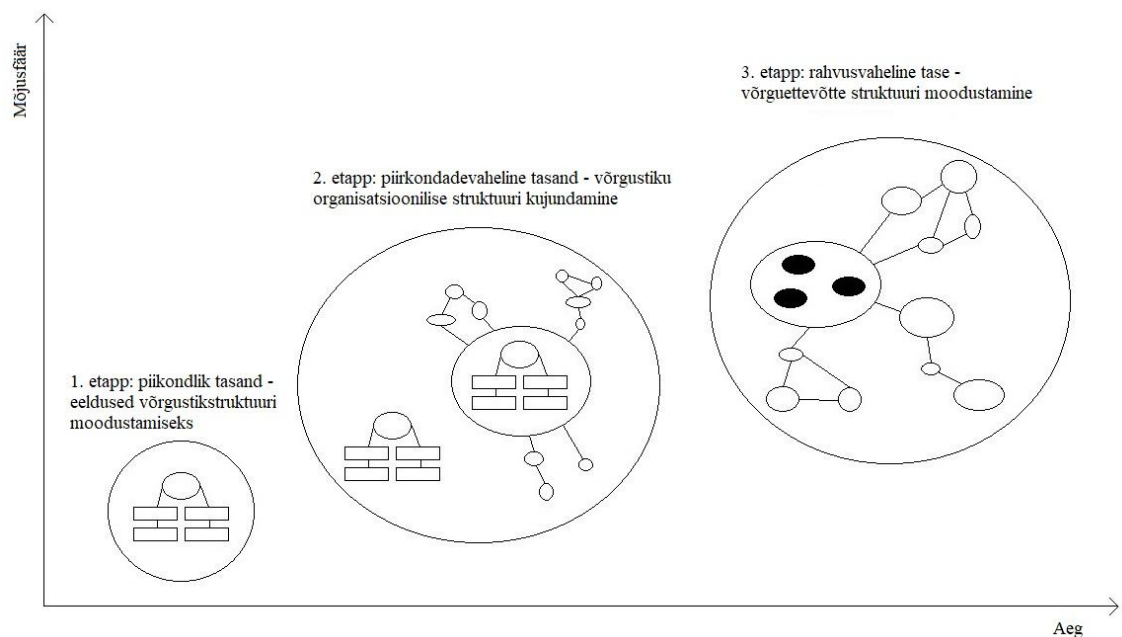 Mõjusfäär
3. etapp: rahvusvaheline tase -
võrguettevõtte struktuuri moodustamine
2. etapp: piirkondadevaheline tasand - võrgustiku
organisatsioonilise struktuuri kujundamine
1. etapp: piikondlik tasand -
eeldused võrgustikstruktuuri
moodustamiseks
Aeg